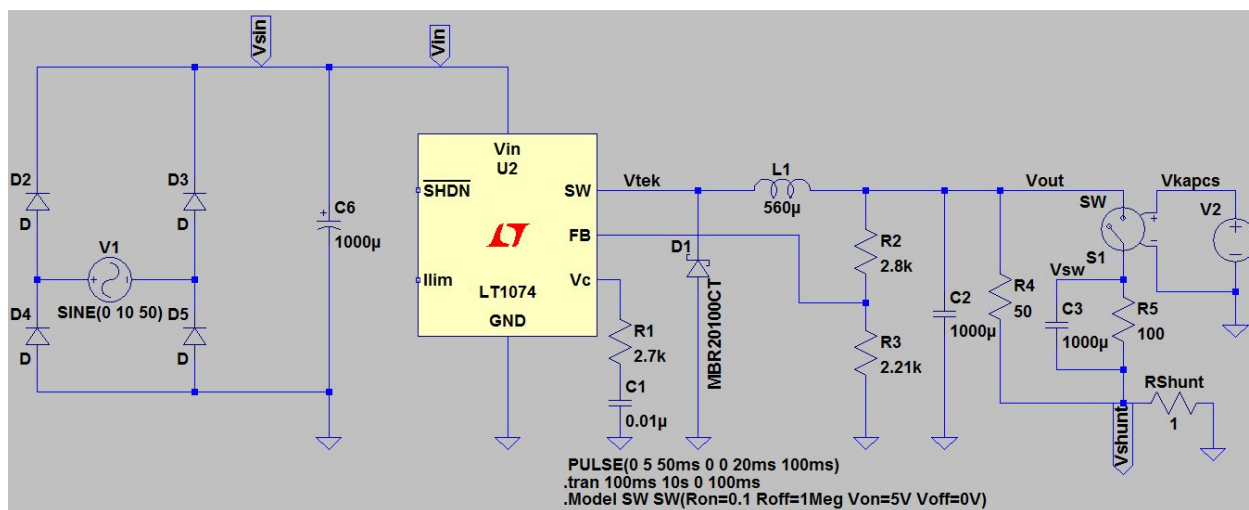 Vsin
Vin
D2
D
D3
D
V1
SINE(0 10 50)
D4
D
D5
D
C6
1000µ
Vin
U2
SHDN
SW
FB
Ilim
Vc
LT1074
GND
R1
2.7k
C1
0.01µ
Vtek
D1
MBR20100CT
L1
560µ
R2
2.8k
R3
2.21k
C2
1000µ
R4
50
Vout
SW
S1
Vkapcs
V2
Vsw
C3
1000µ
R5
100
RShunt
1
Vshunt
PULSE(0 5 50ms 0 0 20ms 100ms)
.tran 100ms 10s 0 100ms
.Model SW SW(Ron=0.1 Roff=1Meg Von=5V Voff=0V)